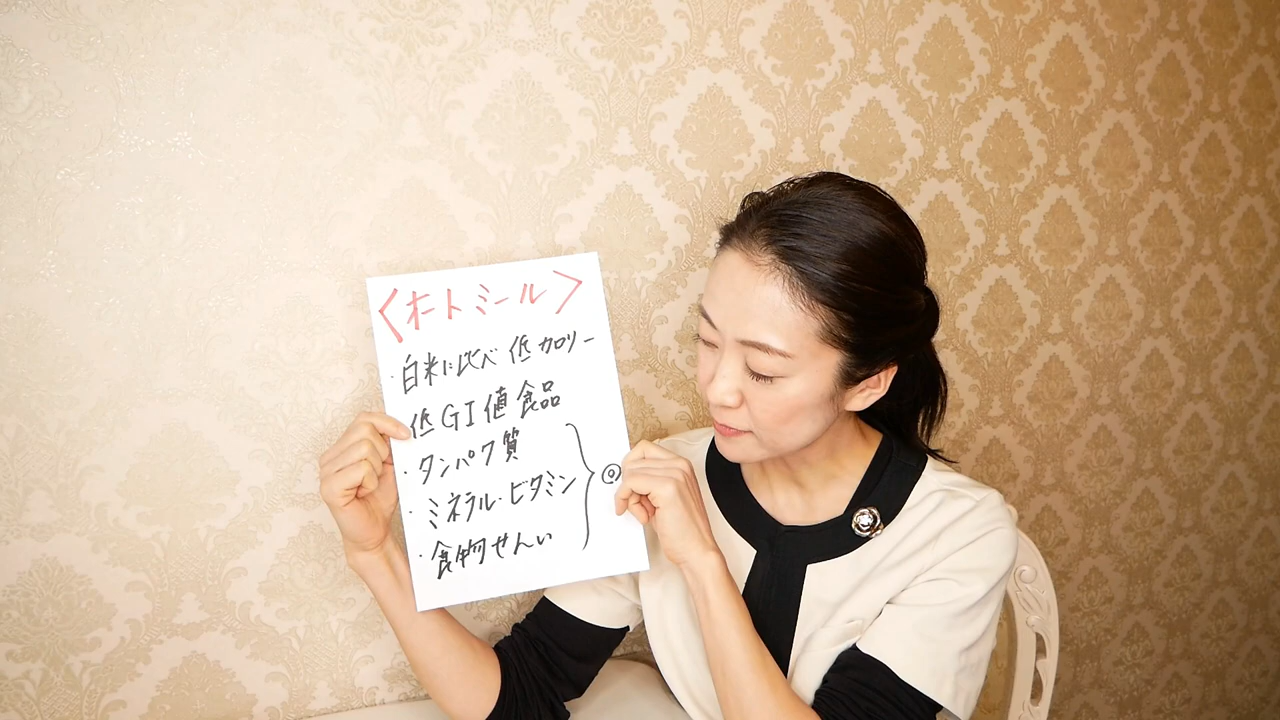 〈オートミール〉
・白米に比べ低カロリー
・低GI値食品
・タンパク質
・ミネラル・ビタミン
・食物せんい
◎